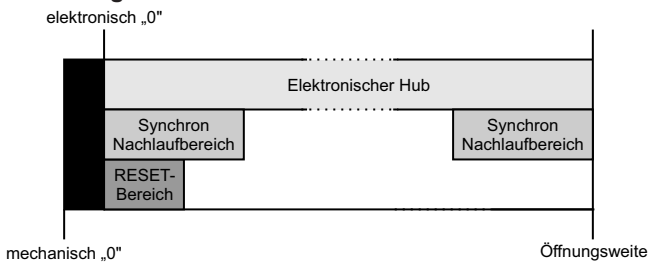 elektronisch „0"
Elektronischer Hub
Synchron
Nachlaufbereich
Synchron
Nachlaufbereich
RESET-
Bereich
mechanisch „0"
Öffnungsweite